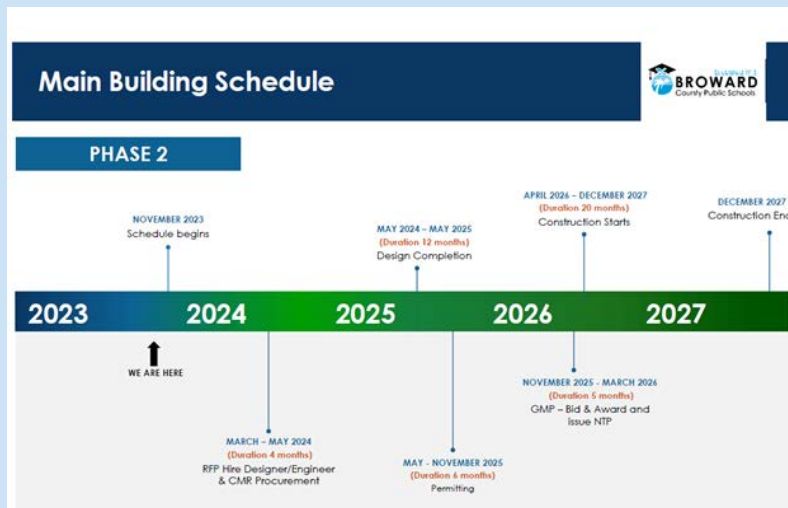 Main Building Schedule
BROWARD
County Public Schools
PHASE 2
NOVEMBER 2023
Schedule begins
MAY 2024 – MAY 2025
(Duration 12 months)
Design Completion
APRIL 2026 – DECEMBER 2027
(Duration 20 months)
Construction Starts
DECEMBER 2027
Construction
2023
2024
2025
2026
2027
WE ARE HERE
MARCH – MAY 2024
(Duration 4 months)
RFP Hire Designer/Engineer
& CMR Procurement
MAY - NOVEMBER 2025
(Duration 6 months)
Permitting
NOVEMBER 2025 - MARCH 2026
(Duration 5 months)
GMP – Bid & Award and
issue NTP